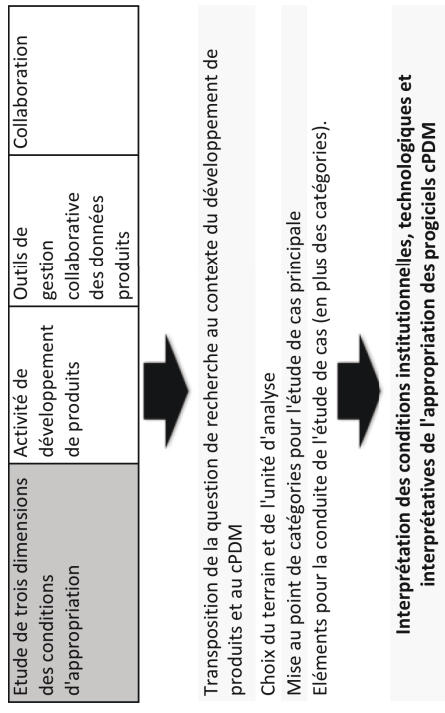 Etude de trois dimensions
des conditions
d'appropriation
Activité de
développement
de produits
Outils de
gestion
collaborative
des données
produits
Collaboration
Transposition de la question de recherche au contexte du développement de
produits et au cPDM
Choix du terrain et de l'unité d'analyse
Mise au point de catégories pour l'étude de cas principale
Eléments pour la conduite de l'étude de cas (en plus des catégories).
Interprétation des conditions institutionnelles, technologiques et
interprétatives de l'appropriation des progiciels cPDM